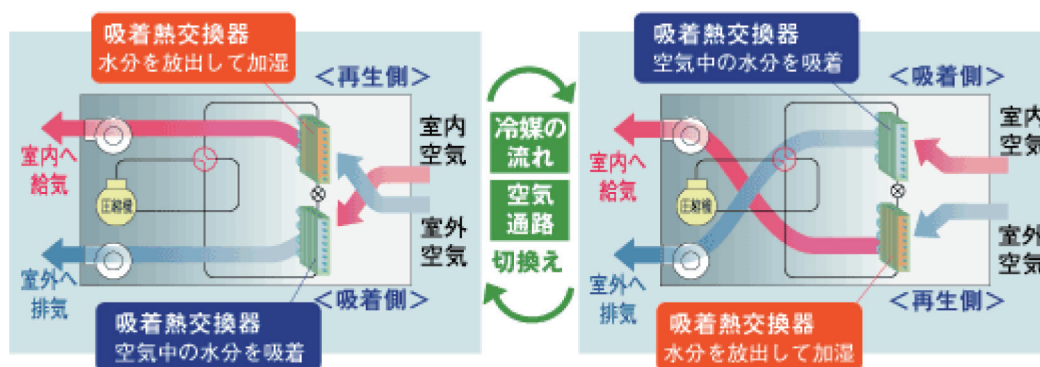 吸着熱交換器
水分を放出して加湿
＜再生側＞
室内
空気
室内へ
給気
圧縮機
室外
空気
室外へ
排気
＜吸着側＞
吸着熱交換器
空気中の水分を吸着
冷媒の
流れ
空気
通路
切換え
吸着熱交換器
空気中の水分を吸着
＜吸着側＞
室内
空気
室内へ
給気
圧縮機
室外
空気
室外へ
排気
＜再生側＞
吸着熱交換器
水分を放出して加湿